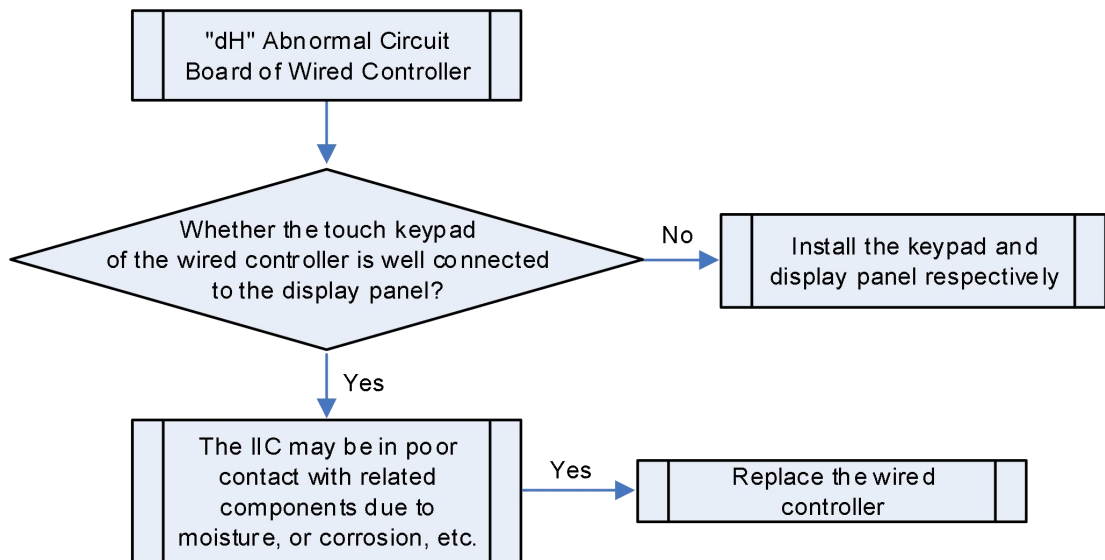 "dH" Abnormal Circuit
Board of Wired Controller
Whether the touch keypad
of the wired controller is well connected
to the display panel?
No
Install the keypad and
display panel respectively
Yes
The IIC may be in poor
contact with related
components due to
moisture, or corrosion, etc.
Yes
Replace the wired
controller